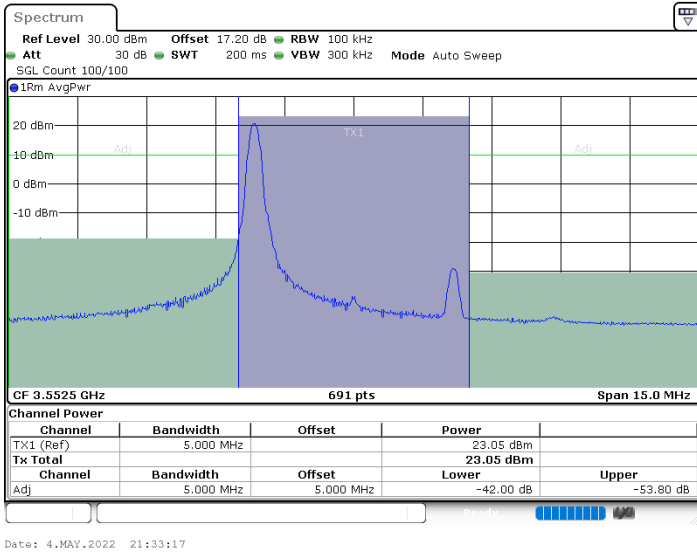 Spectrum
Ref Level 30.00 dBm Offset 17.20 dB RBW 100 kHz
Att 30 dB SWT 200 ms VBW 300 kHz Mode Auto Sweep
SGL Count 100/100
1Rm AvgPwr
20 dBm
TX1
Adj Adj
10 dBm
0 dBm
-10 dBm
CF 3.5525 GHz 691 pts Span 15.0 MHz
Channel Power
Channel Bandwidth Offset Power
TX1 (Ref) 5.000 MHz 23.05 dBm
Tx Total 23.05 dBm
Channel Bandwidth Offset Lower Upper
Adj 5.000 MHz 5.000 MHz -42.00 dB -53.80 dB
Ready
Date: 4.MAY.2022 21:33:17